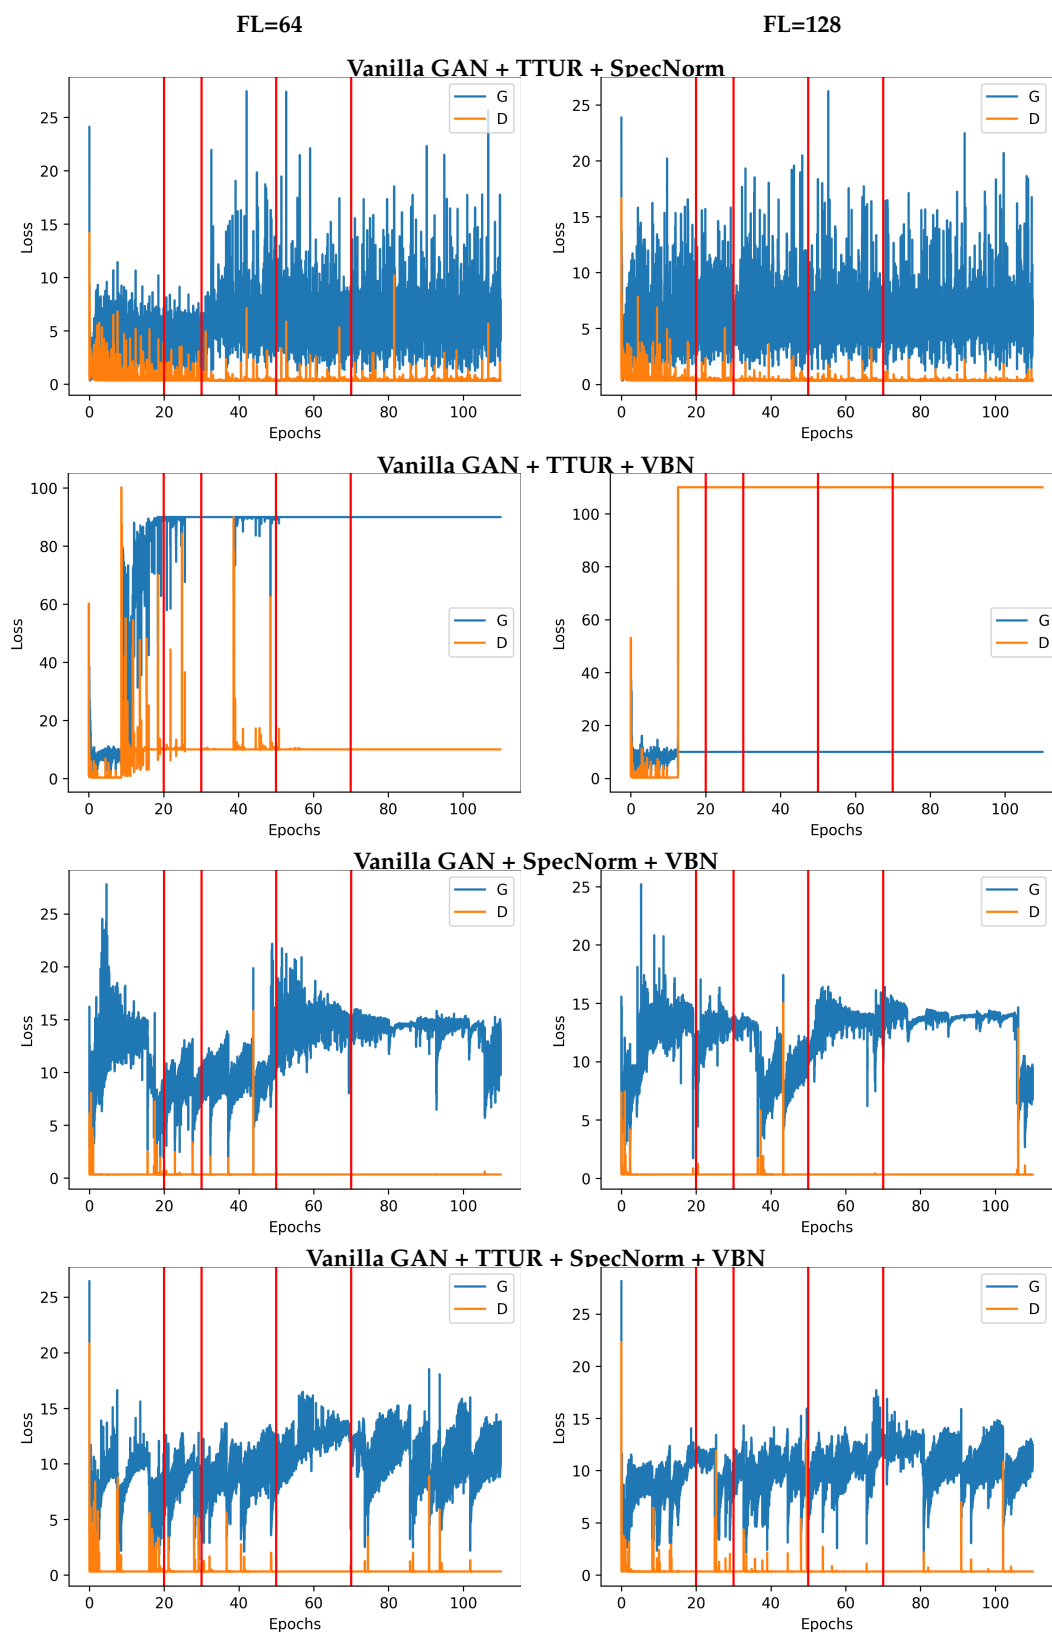 FL=64 FL=128
Vanilla GAN + TTUR + SpecNorm
G
D
25
20
15
10
5
0
Loss
0 20 40 60 80 100
Epochs
G
D
25
20
15
10
5
0
Loss
0 20 40 60 80 100
Epochs
Vanilla GAN + TTUR + VBN
100
80
60
40
20
0
Loss
G
D
0 20 40 60 80 100
Epochs
100
80
60
40
20
0
Loss
G
D
0 20 40 60 80 100
Epochs
Vanilla GAN + SpecNorm + VBN
G
D
25
20
15
10
5
0
Loss
0 20 40 60 80 100
Epochs
G
D
25
20
15
10
5
0
Loss
0 20 40 60 80 100
Epochs
Vanilla GAN + TTUR + SpecNorm + VBN
G
D
25
20
15
10
5
0
Loss
0 20 40 60 80 100
Epochs
G
D
25
20
15
10
5
0
Loss
0 20 40 60 80 100
Epochs